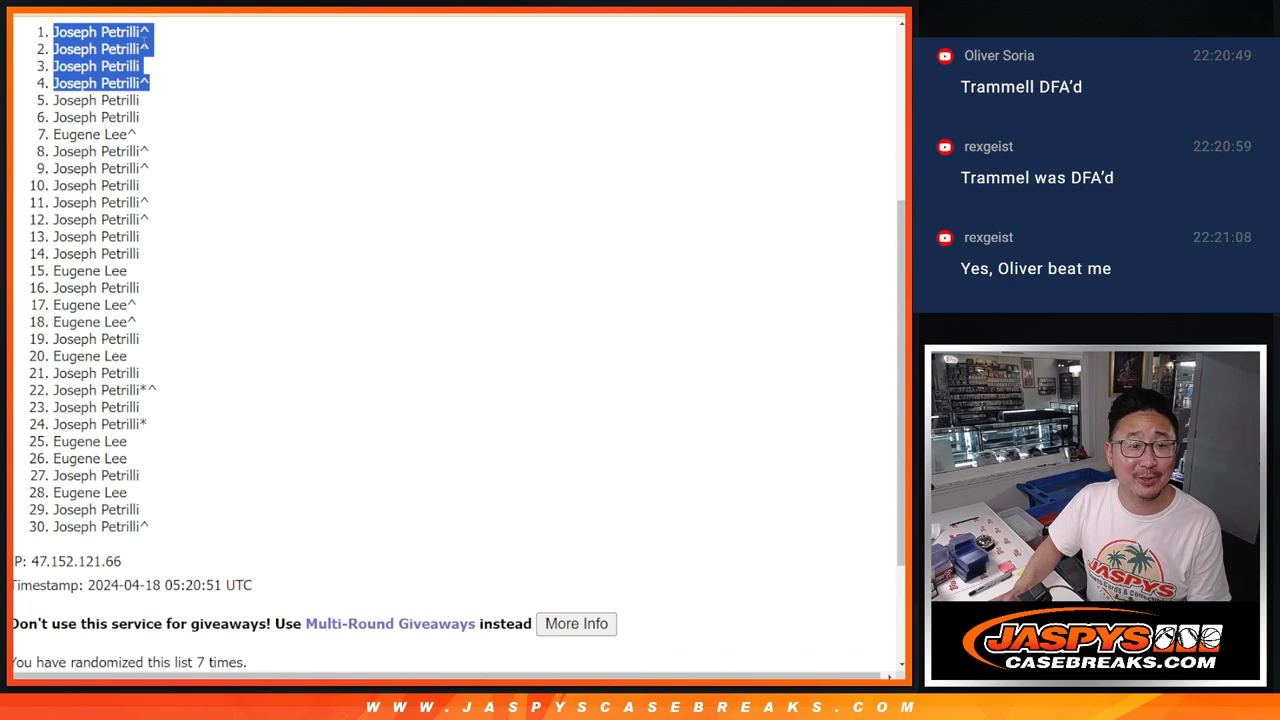 1. Joseph Petrilli^
2. Joseph Petrilli^
3. Joseph Petrilli
4. Joseph Petrilli^
5. Joseph Petrilli
6. Joseph Petrilli
7. Eugene Lee^
8. Joseph Petrilli^
9. Joseph Petrilli^
10. Joseph Petrilli
11. Joseph Petrilli^
12. Joseph Petrilli^
13. Joseph Petrilli
14. Joseph Petrilli
15. Eugene Lee
16. Joseph Petrilli
17. Eugene Lee^
18. Eugene Lee^
19. Joseph Petrilli
20. Eugene Lee
21. Joseph Petrilli
22. Joseph Petrilli*^
23. Joseph Petrilli
24. Joseph Petrilli*
25. Eugene Lee
26. Eugene Lee
27. Joseph Petrilli
28. Eugene Lee
29. Joseph Petrilli
30. Joseph Petrilli^
P: 47.152.121.66
Timestamp: 2024-04-18 05:20:51 UTC
Don't use this service for giveaways! Use Multi-Round Giveaways instead More Info
You have randomized this list 7 times.
Oliver Soria 22:20:49
Trammell DFA’d
rexgeist 22:20:59
Trammel was DFA’d
rexgeist 22:21:08
Yes, Oliver beat me
JASPYS
JASPYS
CASEBREAKS.COM
WWW.JASPYSCASEBREAKS.COM